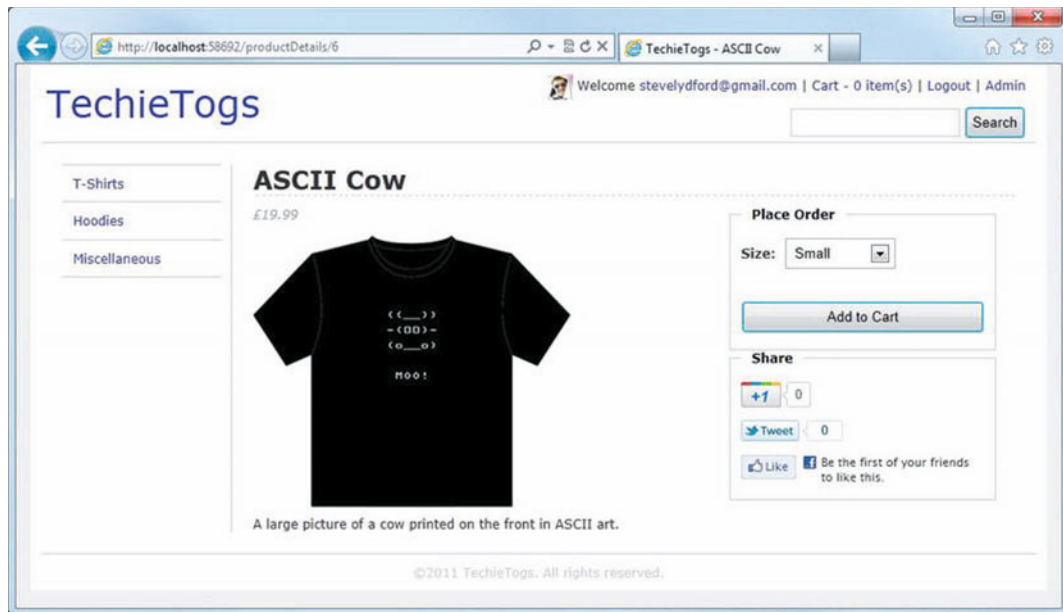 http://localhost:58692/productDetails/6
TechieTogs - ASCII Cow
TechieTogs
Welcome stevelydford@gmail.com | Cart - 0 item(s) | Logout | Admin
Search
T-Shirts
Hoodies
Miscellaneous
ASCII Cow
£19.99
((__))
-(00)-
(o__o)
MOO!
A large picture of a cow printed on the front in ASCII art.
Place Order
Size: Small
Add to Cart
Share
+1 0
Tweet 0
Like Be the first of your friends
to like this.
©2011 TechieTogs. All rights reserved.